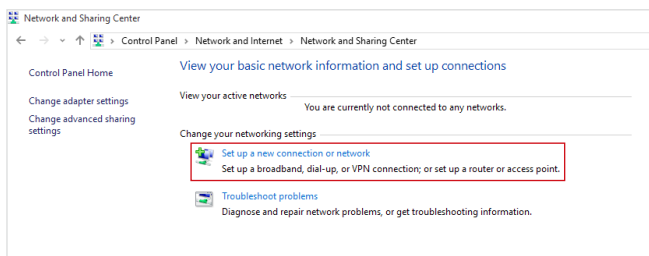 Network and Sharing Center
Control Panel > Network and Internet > Network and Sharing Center
Control Panel Home
Change adapter settings
Change advanced sharing
settings
View your basic network information and set up connections
View your active networks
You are currently not connected to any networks.
Change your networking settings
Set up a new connection or network
Set up a broadband, dial-up, or VPN connection; or set up a router or access point.
Troubleshoot problems
Diagnose and repair network problems, or get troubleshooting information.